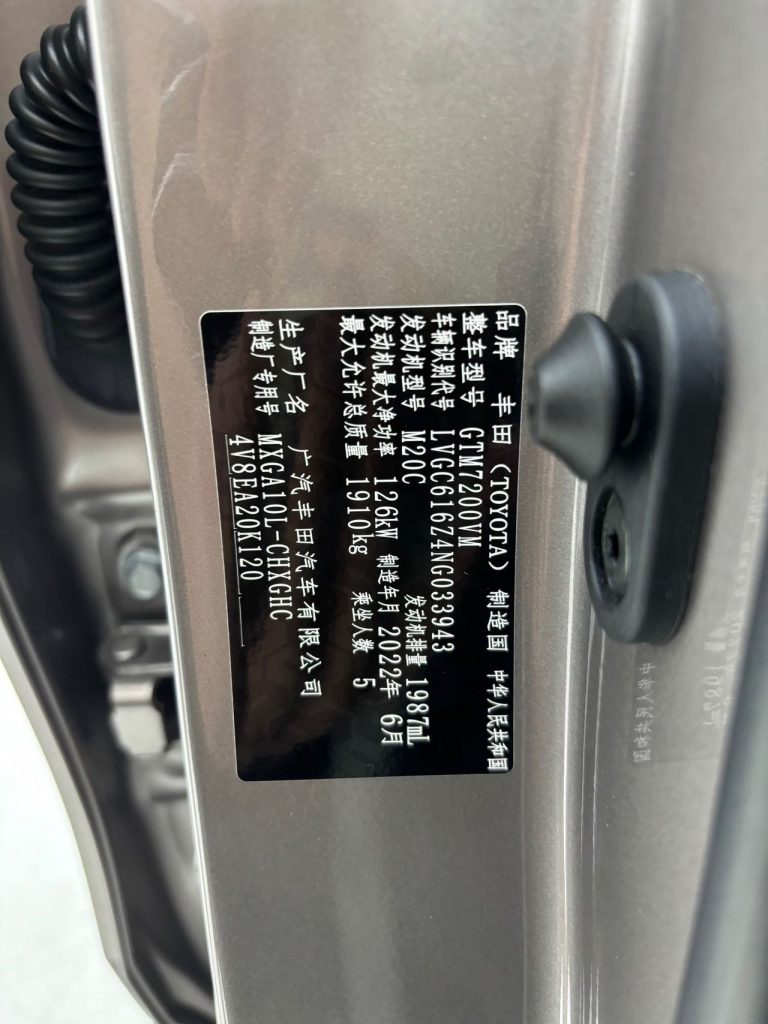 品牌 丰田（TOYOTA） 制造国 中华人民共和国
整车型号 GTM7200VM
车辆识别代号 LVGC616Z4NG033943
发动机型号 M20C 发动机排量 1987mL
发动机最大净功率 126kW 制造年月 2022年 6月
最大允许总质量 1910kg 乘坐人数 5
生产厂名 广汽丰田汽车有限公司
制造厂专用号 MXGA10L-CHXGHC
4V8EA20K120